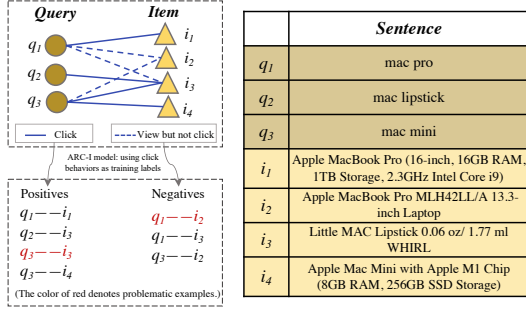 Query Item
q1 i1
i2
q2 i3
q3 i4
Click View but not click
ARC-I model: using click
behaviors as training labels
Positives Negatives
q1——i1 q1——i2
q2——i3 q1——i3
q3——i3 q3——i2
q3——i4
(The color of red denotes problematic examples.)
Sentence
q1 mac pro
q2 mac lipstick
q3 mac mini
i1 Apple MacBook Pro (16-inch, 16GB RAM,
1TB Storage, 2.3GHz Intel Core i9)
i2 Apple MacBook Pro MLH42LL/A 13.3-
inch Laptop
i3 Little MAC Lipstick 0.06 oz/ 1.77 ml
WHIRL
i4 Apple Mac Mini with Apple M1 Chip
(8GB RAM, 256GB SSD Storage)